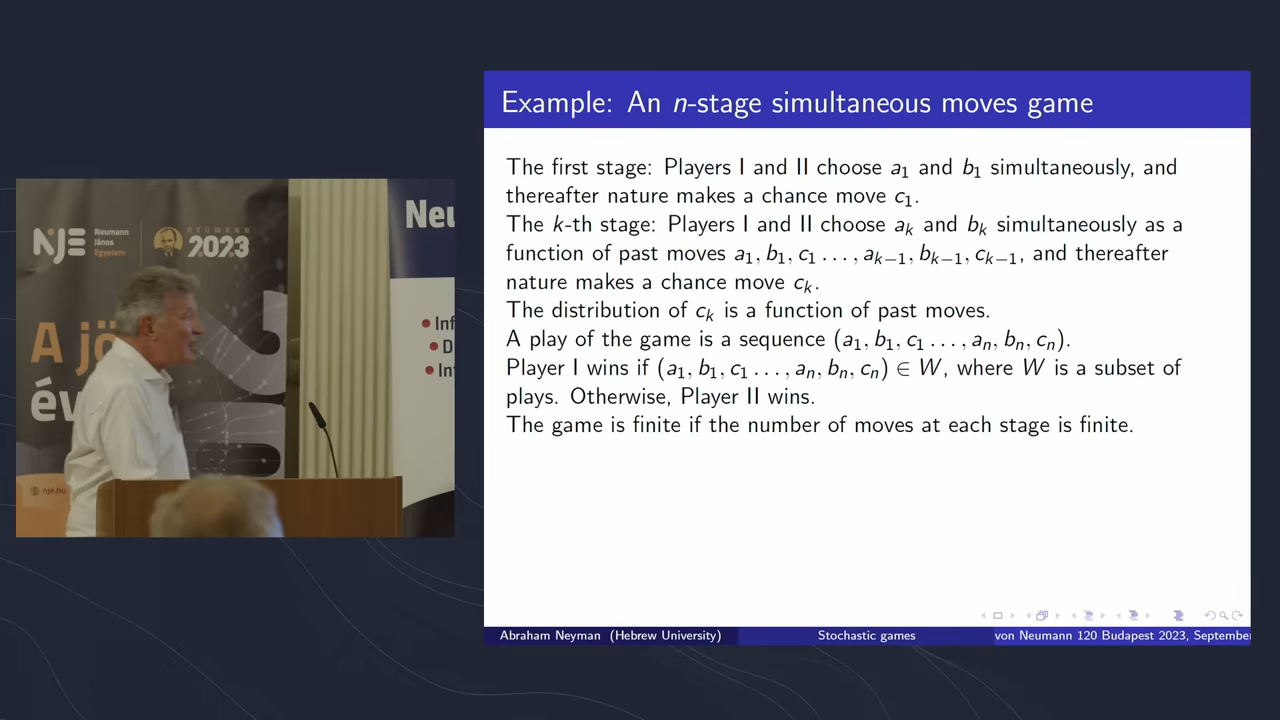 Example: An n-stage simultaneous moves game
The first stage: Players I and II choose a₁ and b₁ simultaneously, and
thereafter nature makes a chance move c₁.
The k-th stage: Players I and II choose aₖ and bₖ simultaneously as a
function of past moves a₁, b₁, c₁ . . . , aₖ₋₁, bₖ₋₁, cₖ₋₁, and thereafter
nature makes a chance move cₖ.
The distribution of cₖ is a function of past moves.
A play of the game is a sequence (a₁, b₁, c₁ . . . , aₙ, bₙ, cₙ).
Player I wins if (a₁, b₁, c₁ . . . , aₙ, bₙ, cₙ) ∈ W, where W is a subset of
plays. Otherwise, Player II wins.
The game is finite if the number of moves at each stage is finite.
Abraham Neyman (Hebrew University)
Stochastic games
von Neumann 120 Budapest 2023, September
NJE
Neumann
János
Egyetem
NEUMANN
2023
A jö
év
nje.hu
Neu
• Inf
• D
• Int